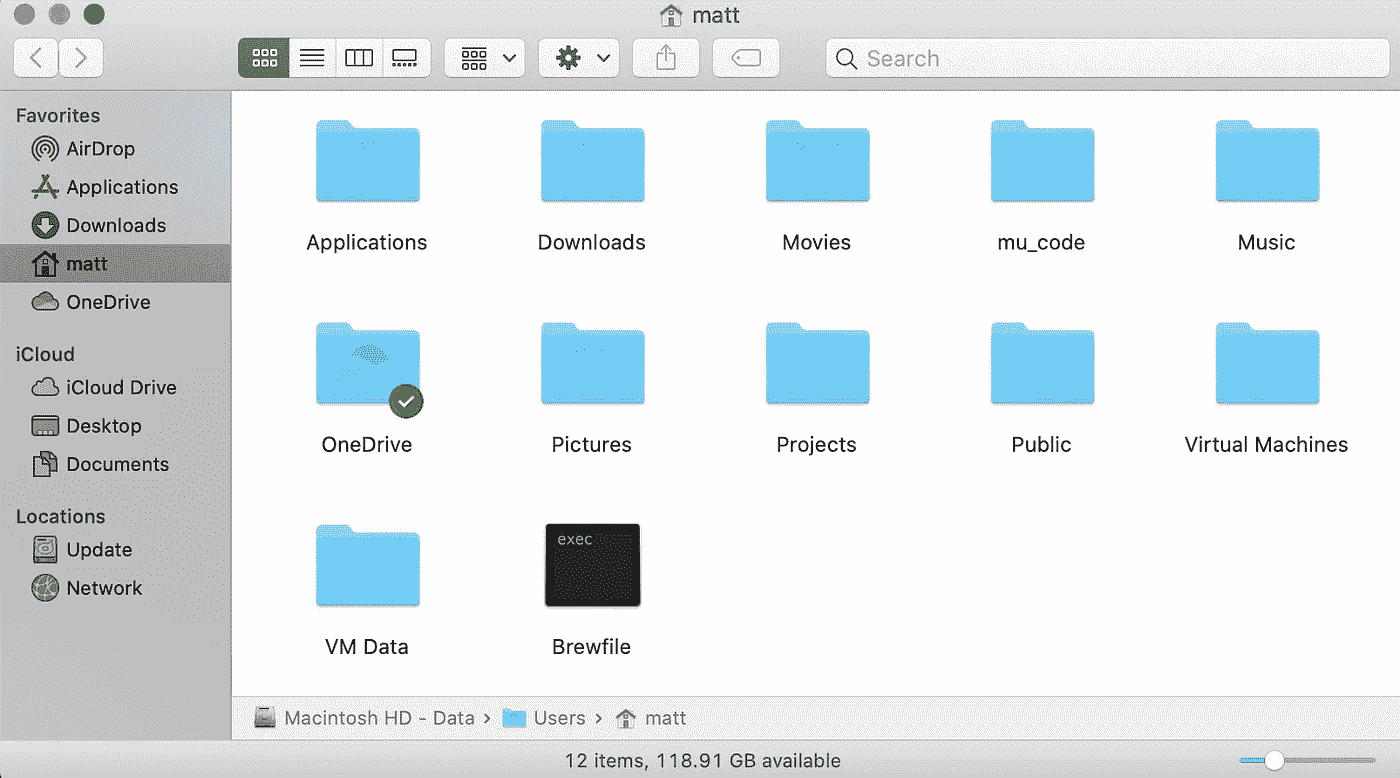 matt
Search
Favorites
AirDrop
Applications
Downloads
matt
OneDrive
iCloud
iCloud Drive
Desktop
Documents
Locations
Update
Network
Applications
Downloads
Movies
mu_code
Music
OneDrive
Pictures
Projects
Public
Virtual Machines
VM Data
exec
Brewfile
Macintosh HD - Data › Users › matt
12 items, 118.91 GB available